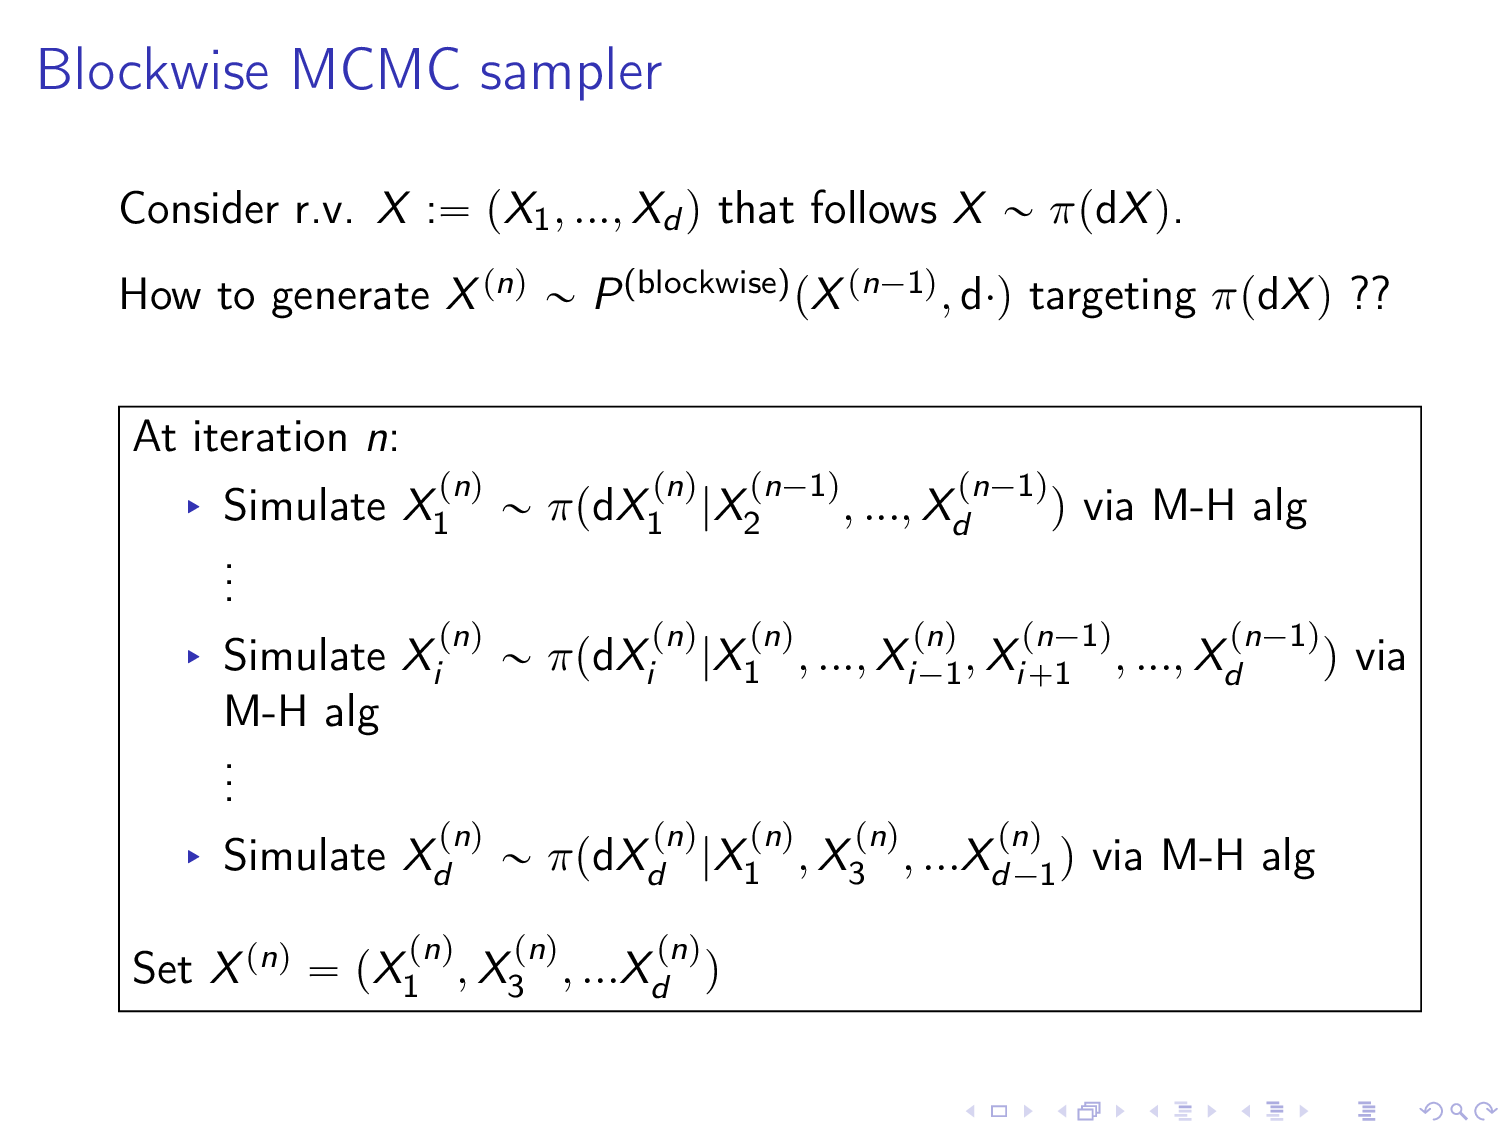 Blockwise MCMC sampler
Consider r.v. $X := (X_1, ..., X_d)$ that follows $X \sim \pi(\mathrm{d}X)$.
How to generate $X^{(n)} \sim P^{(\text{blockwise})}(X^{(n-1)}, \mathrm{d}\cdot)$ targeting $\pi(\mathrm{d}X)$ ??
At iteration $n$:
▸ Simulate $X_1^{(n)} \sim \pi(\mathrm{d}X_1^{(n)}|X_2^{(n-1)}, ..., X_d^{(n-1)})$ via M-H alg
⋮
▸ Simulate $X_i^{(n)} \sim \pi(\mathrm{d}X_i^{(n)}|X_1^{(n)}, ..., X_{i-1}^{(n)}, X_{i+1}^{(n-1)}, ..., X_d^{(n-1)})$ via
M-H alg
⋮
▸ Simulate $X_d^{(n)} \sim \pi(\mathrm{d}X_d^{(n)}|X_1^{(n)}, X_3^{(n)}, ...X_{d-1}^{(n)})$ via M-H alg
Set $X^{(n)} = (X_1^{(n)}, X_3^{(n)}, ...X_d^{(n)})$